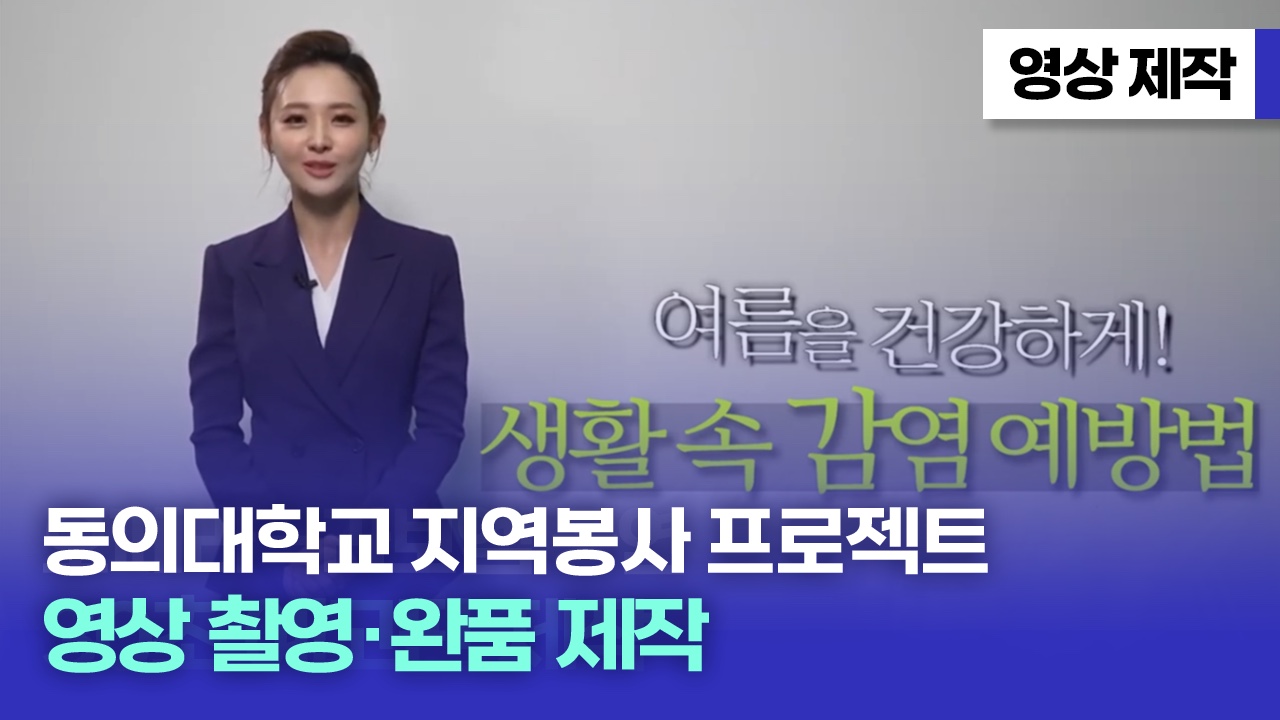 영상 제작
여름을 건강하게!
생활 속 감염 예방법
동의대학교 지역봉사 프로젝트
영상 촬영·완품 제작